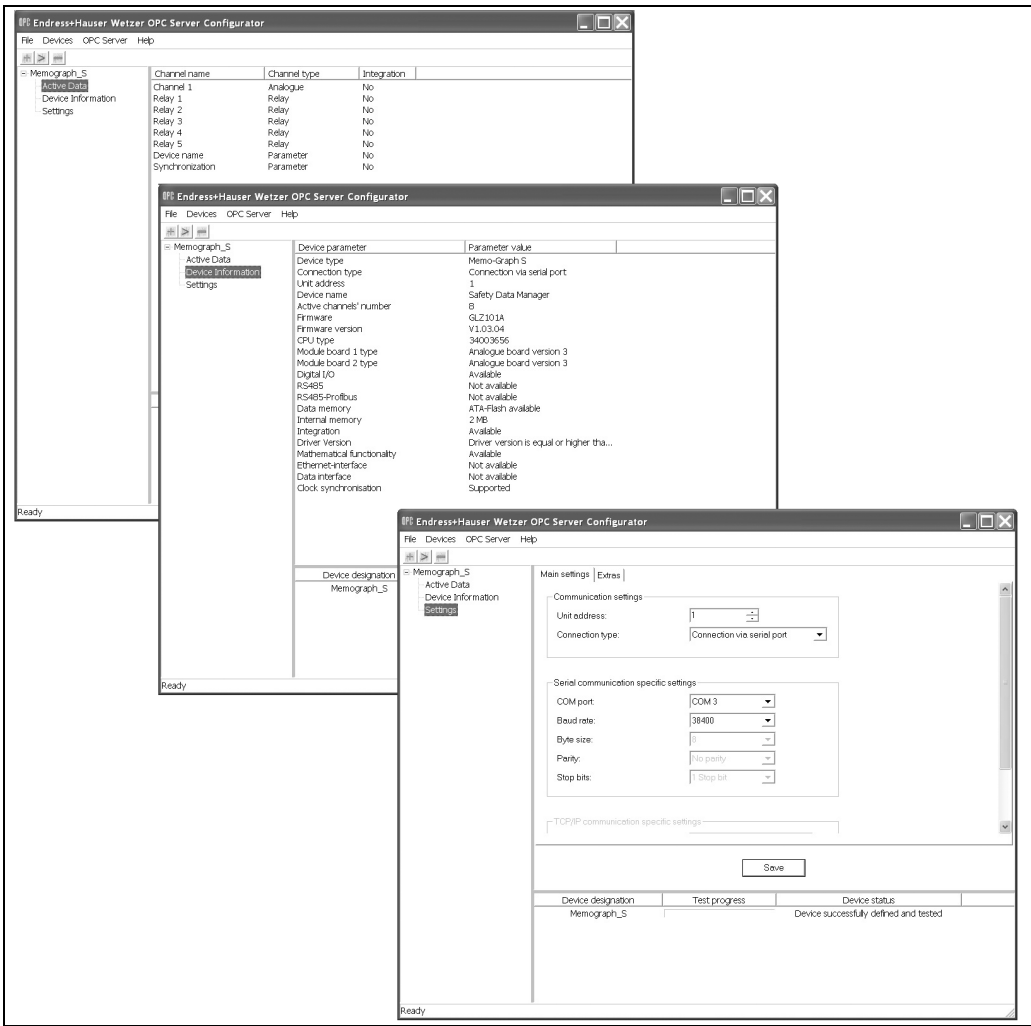 OPC Endress+Hauser Wetzer OPC Server Configurator
File Devices OPC Server Help
Memograph_S
Active Data
Device Information
Settings
Channel name Channel type Integration
Channel 1 Analogue No
Relay 1 Relay No
Relay 2 Relay No
Relay 3 Relay No
Relay 4 Relay No
Relay 5 Relay No
Device name Parameter No
Synchronization Parameter No
Ready
OPC Endress+Hauser Wetzer OPC Server Configurator
File Devices OPC Server Help
Memograph_S
Active Data
Device Information
Settings
Device parameter Parameter value
Device type Memo-Graph S
Connection type Connection via serial port
Unit address 1
Device name Safety Data Manager
Active channels' number 8
Firmware GLZ101A
Firmware version V1.03.04
CPU type 34003656
Module board 1 type Analogue board version 3
Module board 2 type Analogue board version 3
Digital I/O Available
RS485 Not available
RS485-Profibus Not available
Data memory ATA-Flash available
Internal memory 2 MB
Integration Available
Driver Version Driver version is equal or higher tha...
Mathematical functionality Available
Ethernet-interface Not available
Data interface Not available
Clock synchronisation Supported
Device designation
Memograph_S
Ready
OPC Endress+Hauser Wetzer OPC Server Configurator
File Devices OPC Server Help
Memograph_S
Active Data
Device Information
Settings
Main settings Extras
Communication settings
Unit address: 1
Connection type: Connection via serial port
Serial communication specific settings
COM port: COM 3
Baud rate: 38400
Byte size: 8
Parity: No parity
Stop bits: 1 Stop bit
TCP/IP communication specific settings
Save
Device designation Test progress Device status
Memograph_S Device successfully defined and tested
Ready